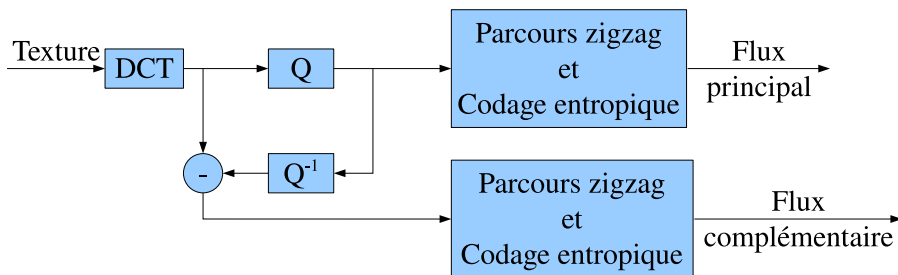 Texture
DCT
Q
Parcours zigzag
et
Codage entropique
Flux
principal
-
Q-1
Parcours zigzag
et
Codage entropique
Flux
complémentaire